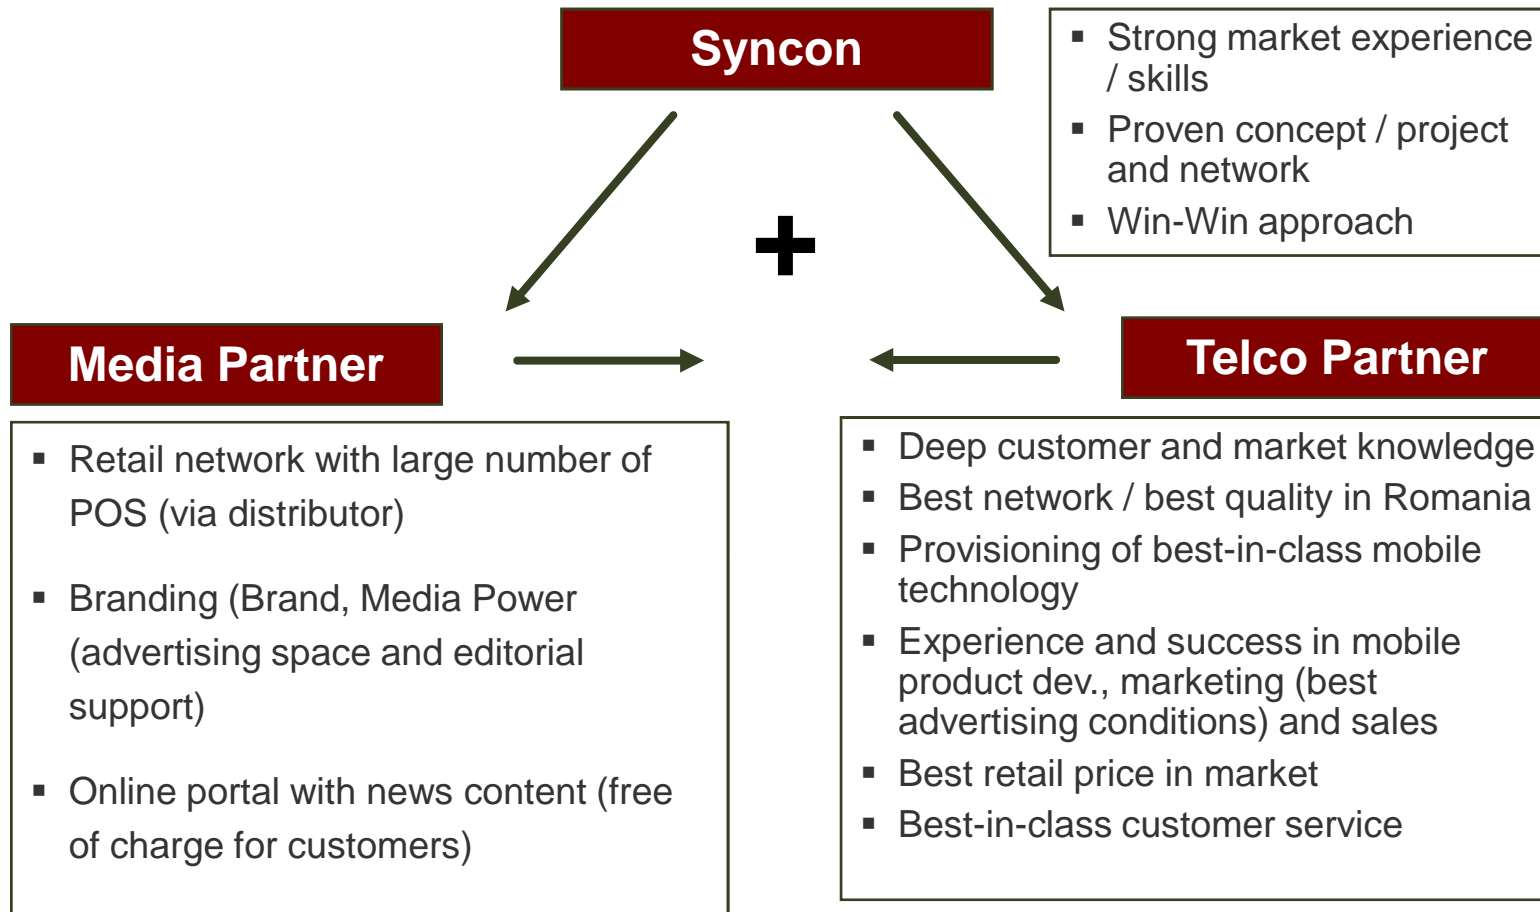 Syncon
▪ Strong market experience
/ skills
▪ Proven concept / project
and network
▪ Win-Win approach
+
Media Partner
Telco Partner
▪ Retail network with large number of
POS (via distributor)
▪ Branding (Brand, Media Power
(advertising space and editorial
support)
▪ Online portal with news content (free
of charge for customers)
▪ Deep customer and market knowledge
▪ Best network / best quality in Romania
▪ Provisioning of best-in-class mobile
technology
▪ Experience and success in mobile
product dev., marketing (best
advertising conditions) and sales
▪ Best retail price in market
▪ Best-in-class customer service